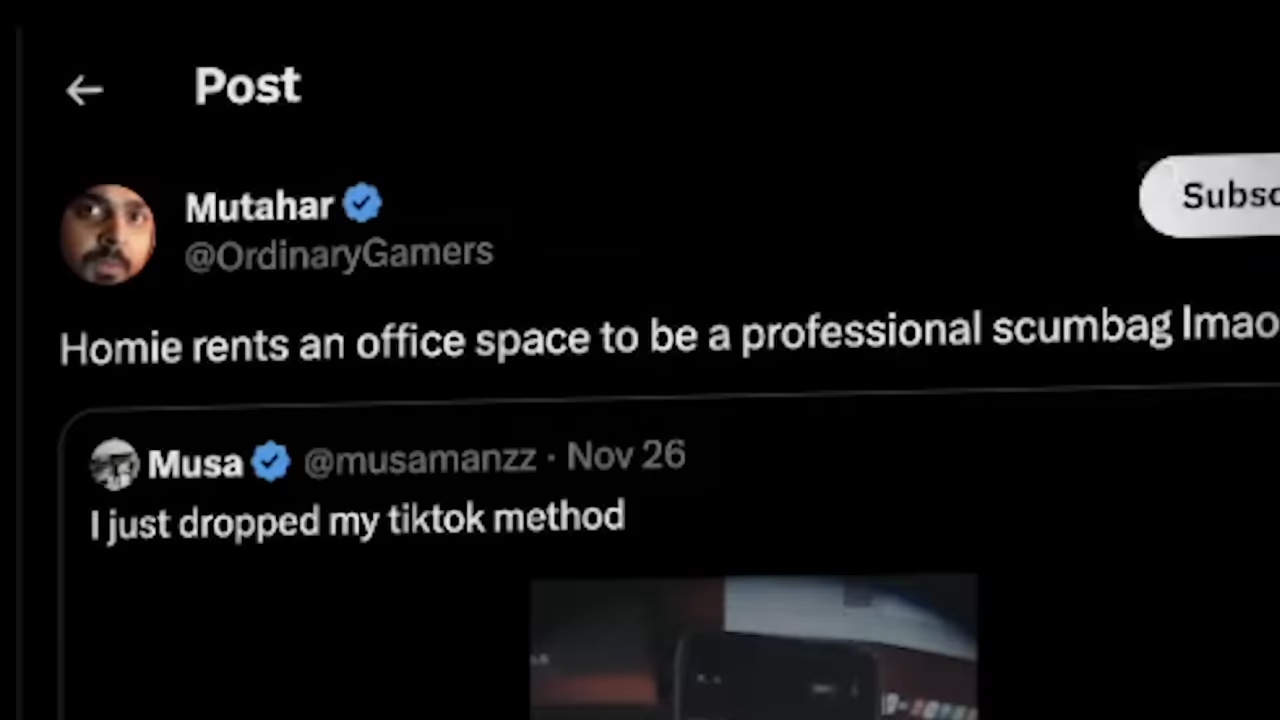 Post
Mutahar
@OrdinaryGamers
Subsc
Homie rents an office space to be a professional scumbag lmao
Musa @musamanzz · Nov 26
I just dropped my tiktok method